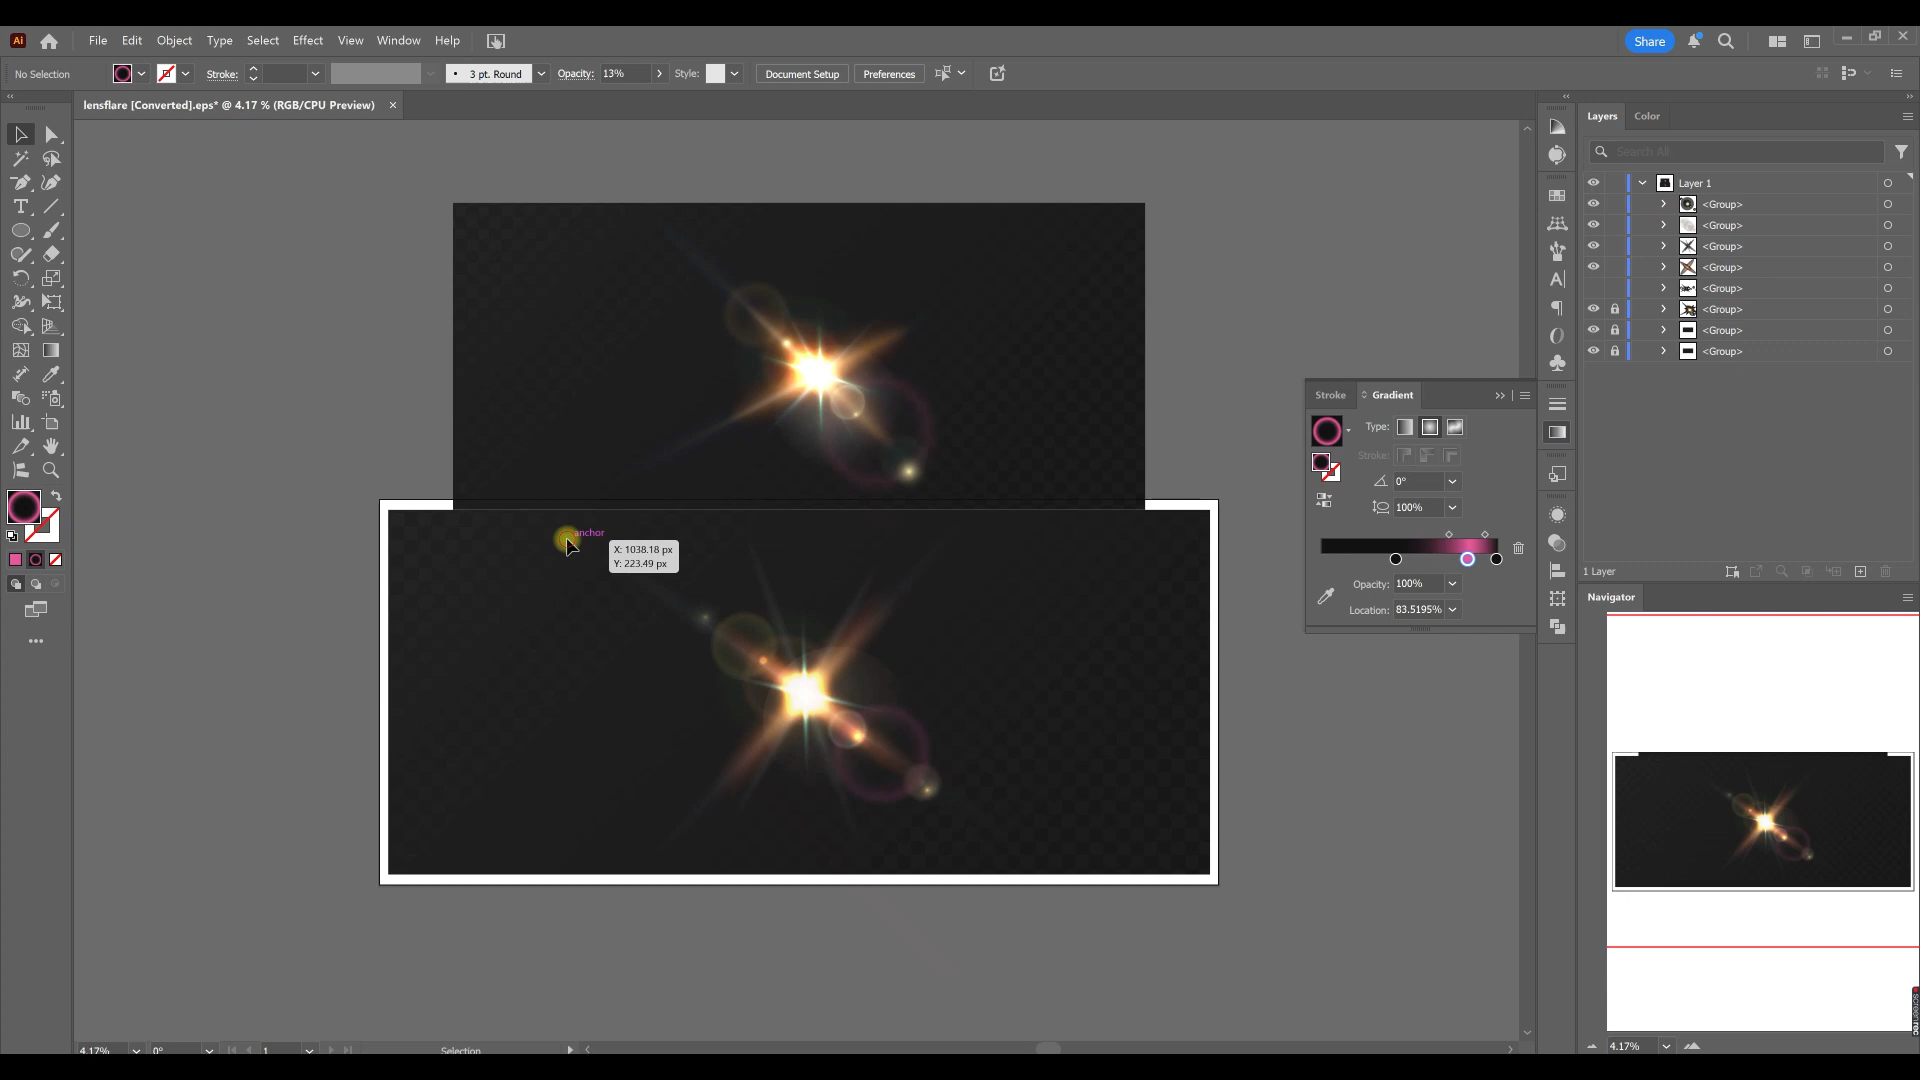 Ai File Edit Object Type Select Effect View Window Help Share
No Selection Stroke: 3 pt. Round Opacity: 13% Style: Document Setup Preferences
lensflare [Converted].eps* @ 4.17 % (RGB/CPU Preview) ×
Layers Color
Search All
Layer 1
<Group>
<Group>
<Group>
<Group>
<Group>
<Group>
<Group>
<Group>
Stroke Gradient
Type:
Stroke:
0°
100%
anchor
X: 1038.18 px
Y: 223.49 px
Opacity: 100%
Location: 83.5195%
1 Layer
Navigator
4.17% 0° 1 Selection
4.17%
screenrec